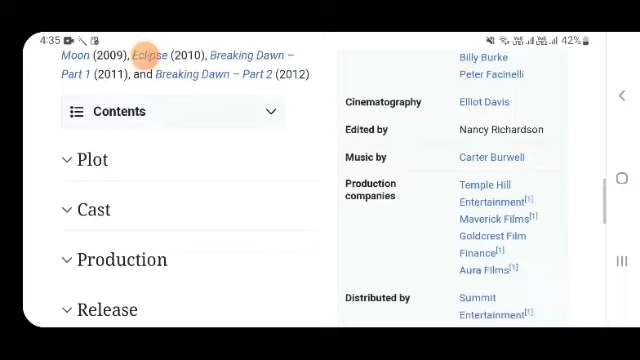 4:35
42%
Moon (2009), Eclipse (2010), Breaking Dawn –
Part 1 (2011), and Breaking Dawn – Part 2 (2012)
Contents
Plot
Cast
Production
Release
Billy Burke
Peter Facinelli
Cinematography Elliot Davis
Edited by Nancy Richardson
Music by Carter Burwell
Production Temple Hill
companies Entertainment[1]
Maverick Films[1]
Goldcrest Film
Finance[1]
Aura Films[1]
Distributed by Summit
Entertainment[1]